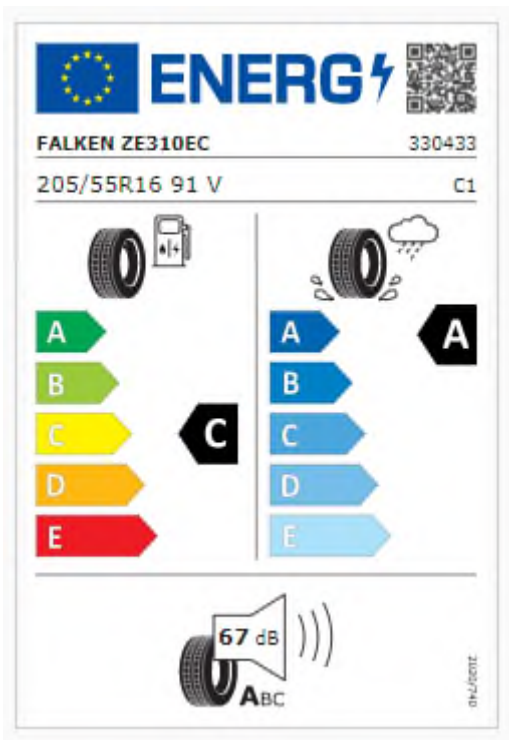 ENERG
FALKEN ZE310EC 330433
205/55R16 91 V C1
A A A
B B
C C C
D D
E E
67 dB
ABC
2020/740